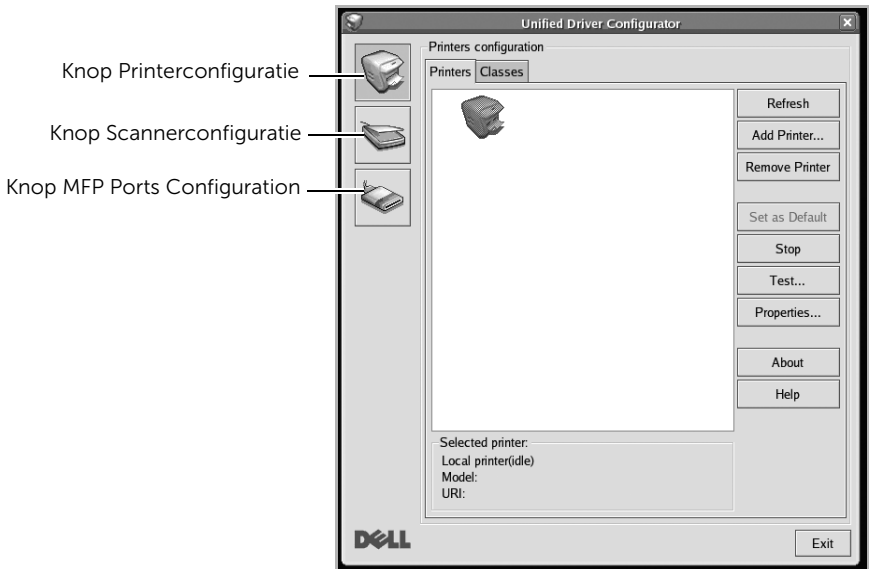 Unified Driver Configurator
Knop Printerconfiguratie
Knop Scannerconfiguratie
Knop MFP Ports Configuration
Printers configuration
Printers
Classes
Refresh
Add Printer...
Remove Printer
Set as Default
Stop
Test...
Properties...
About
Help
Selected printer:
Local printer(idle)
Model:
URI:
DELL
Exit